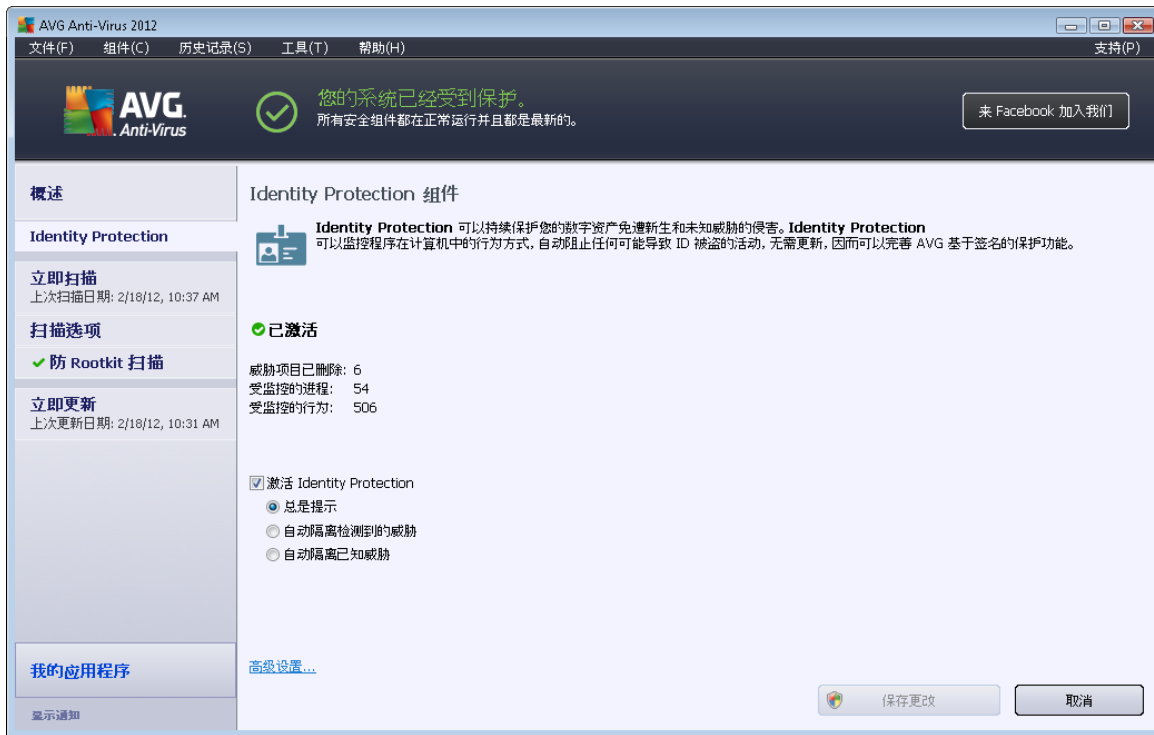 AVG Anti-Virus 2012
文件(F) 组件(C) 历史记录(S) 工具(T) 帮助(H) 支持(P)
AVG.
Anti-Virus
您的系统已经受到保护。
所有安全组件都在正常运行并且都是最新的。
来 Facebook 加入我们
概述
Identity Protection
立即扫描
上次扫描日期: 2/18/12, 10:37 AM
扫描选项
防 Rootkit 扫描
立即更新
上次更新日期: 2/18/12, 10:31 AM
我的应用程序
显示通知
Identity Protection 组件
Identity Protection 可以持续保护您的数字资产免遭新生和未知威胁的侵害。Identity Protection
可以监控程序在计算机中的行为方式, 自动阻止任何可能导致 ID 被盗的活动, 无需更新, 因而可以完善 AVG 基于签名的保护功能。
已激活
威胁项目已删除: 6
受监控的进程: 54
受监控的行为: 506
激活 Identity Protection
总是提示
自动隔离检测到的威胁
自动隔离已知威胁
高级设置...
保存更改
取消